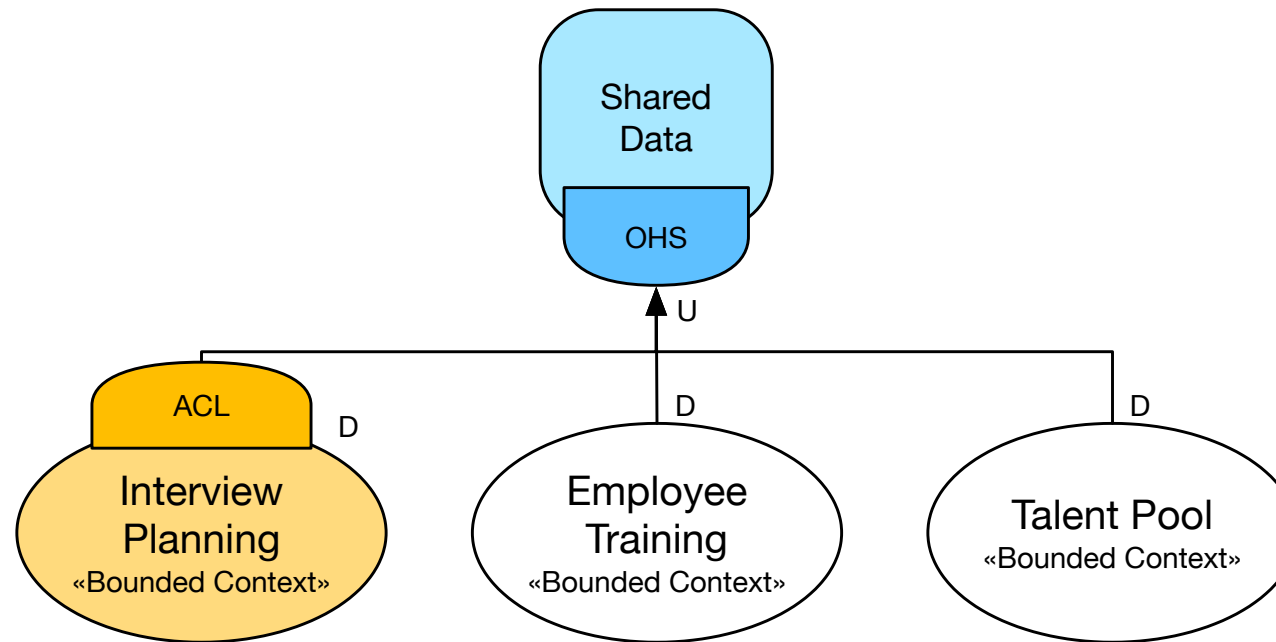 Shared
Data
OHS
U
ACL
D
D
D
Interview
Planning
«Bounded Context»
Employee
Training
«Bounded Context»
Talent Pool
«Bounded Context»